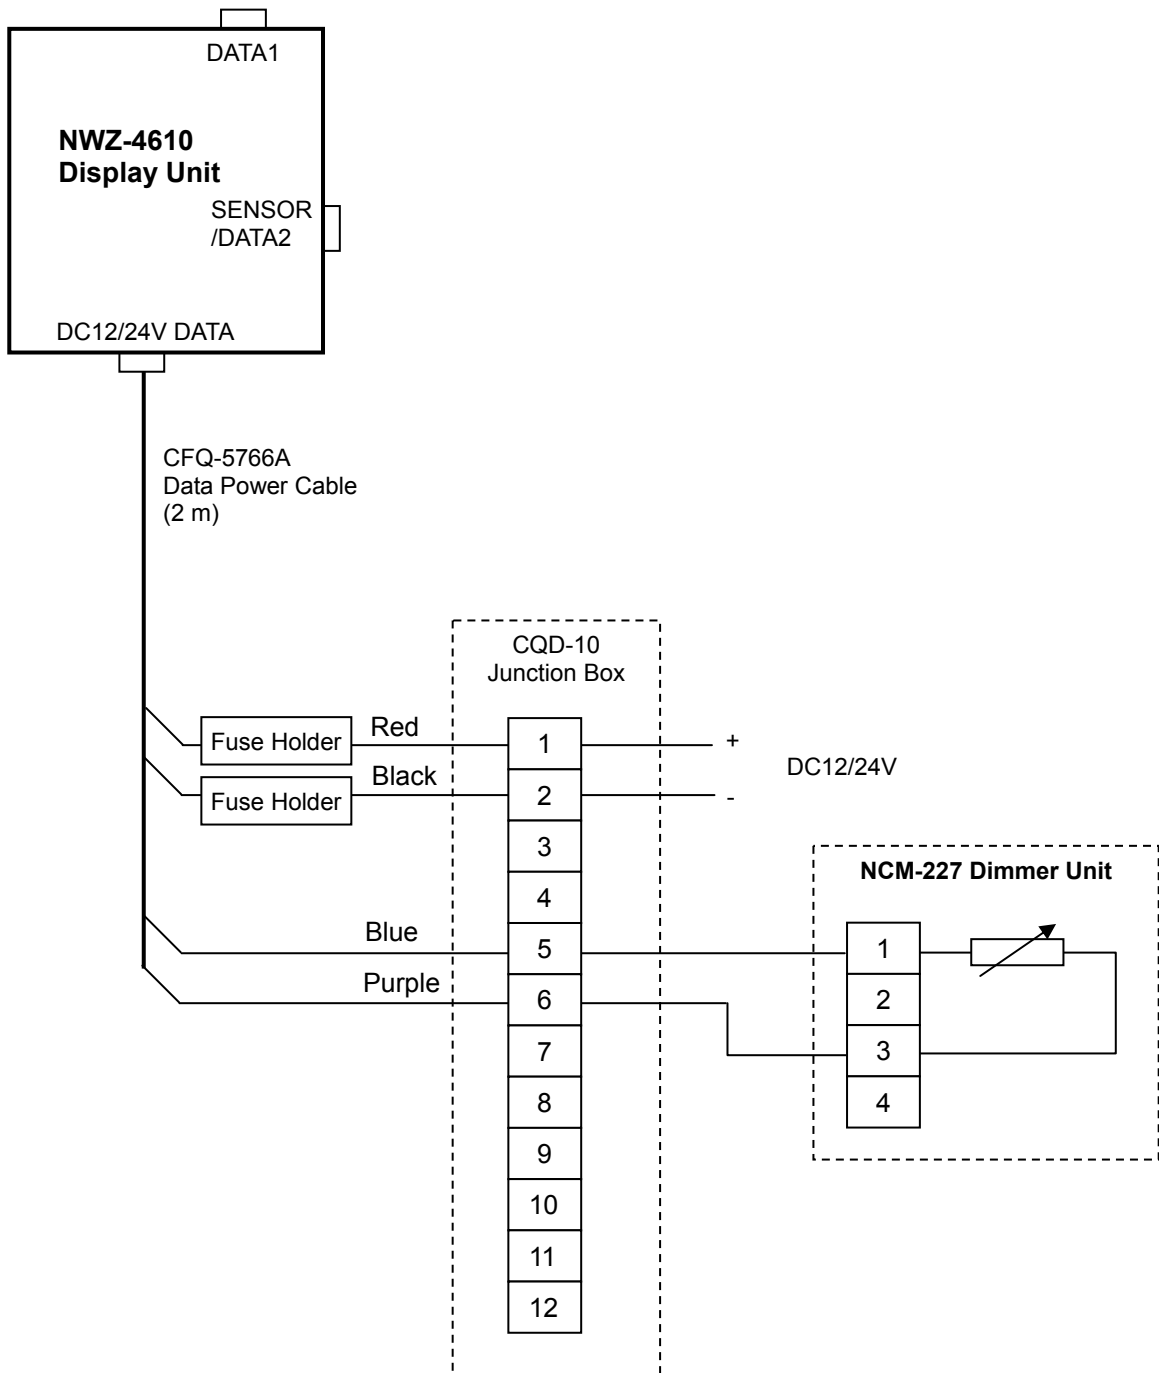 DATA1
NWZ-4610
Display Unit
SENSOR
/DATA2
DC12/24V DATA
CFQ-5766A
Data Power Cable
(2 m)
CQD-10
Junction Box
Fuse Holder
Red
1
+
DC12/24V
Fuse Holder
Black
2
-
3
4
Blue
5
Purple
6
7
8
9
10
11
12
NCM-227 Dimmer Unit
1
2
3
4